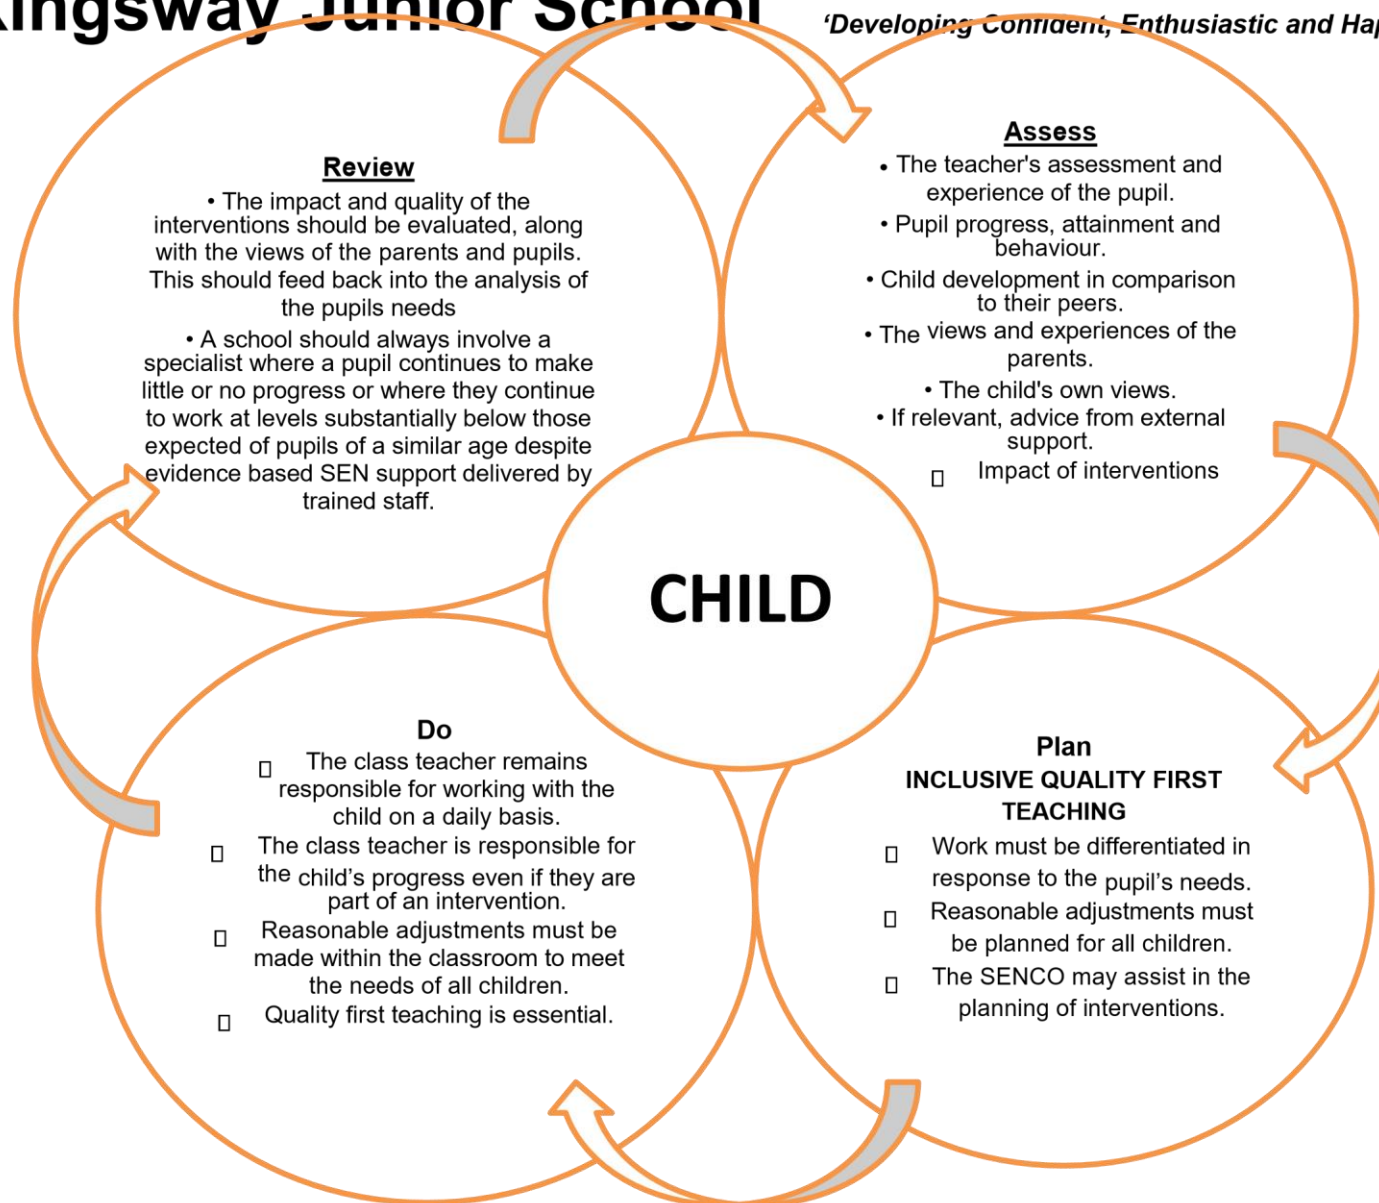 Kingsway Junior School
'Developing Confident, Enthusiastic and Hap
Review
• The impact and quality of the
interventions should be evaluated, along
with the views of the parents and pupils.
This should feed back into the analysis of
the pupils needs
• A school should always involve a
specialist where a pupil continues to make
little or no progress or where they continue
to work at levels substantially below those
expected of pupils of a similar age despite
evidence based SEN support delivered by
trained staff.
Assess
• The teacher's assessment and
experience of the pupil.
• Pupil progress, attainment and
behaviour.
• Child development in comparison
to their peers.
• The views and experiences of the
parents.
• The child's own views.
• If relevant, advice from external
support.
Impact of interventions
CHILD
Do
The class teacher remains
responsible for working with the
child on a daily basis.
The class teacher is responsible for
the child's progress even if they are
part of an intervention.
Reasonable adjustments must be
made within the classroom to meet
the needs of all children.
Quality first teaching is essential.
Plan
INCLUSIVE QUALITY FIRST
TEACHING
Work must be differentiated in
response to the pupil's needs.
Reasonable adjustments must
be planned for all children.
The SENCO may assist in the
planning of interventions.